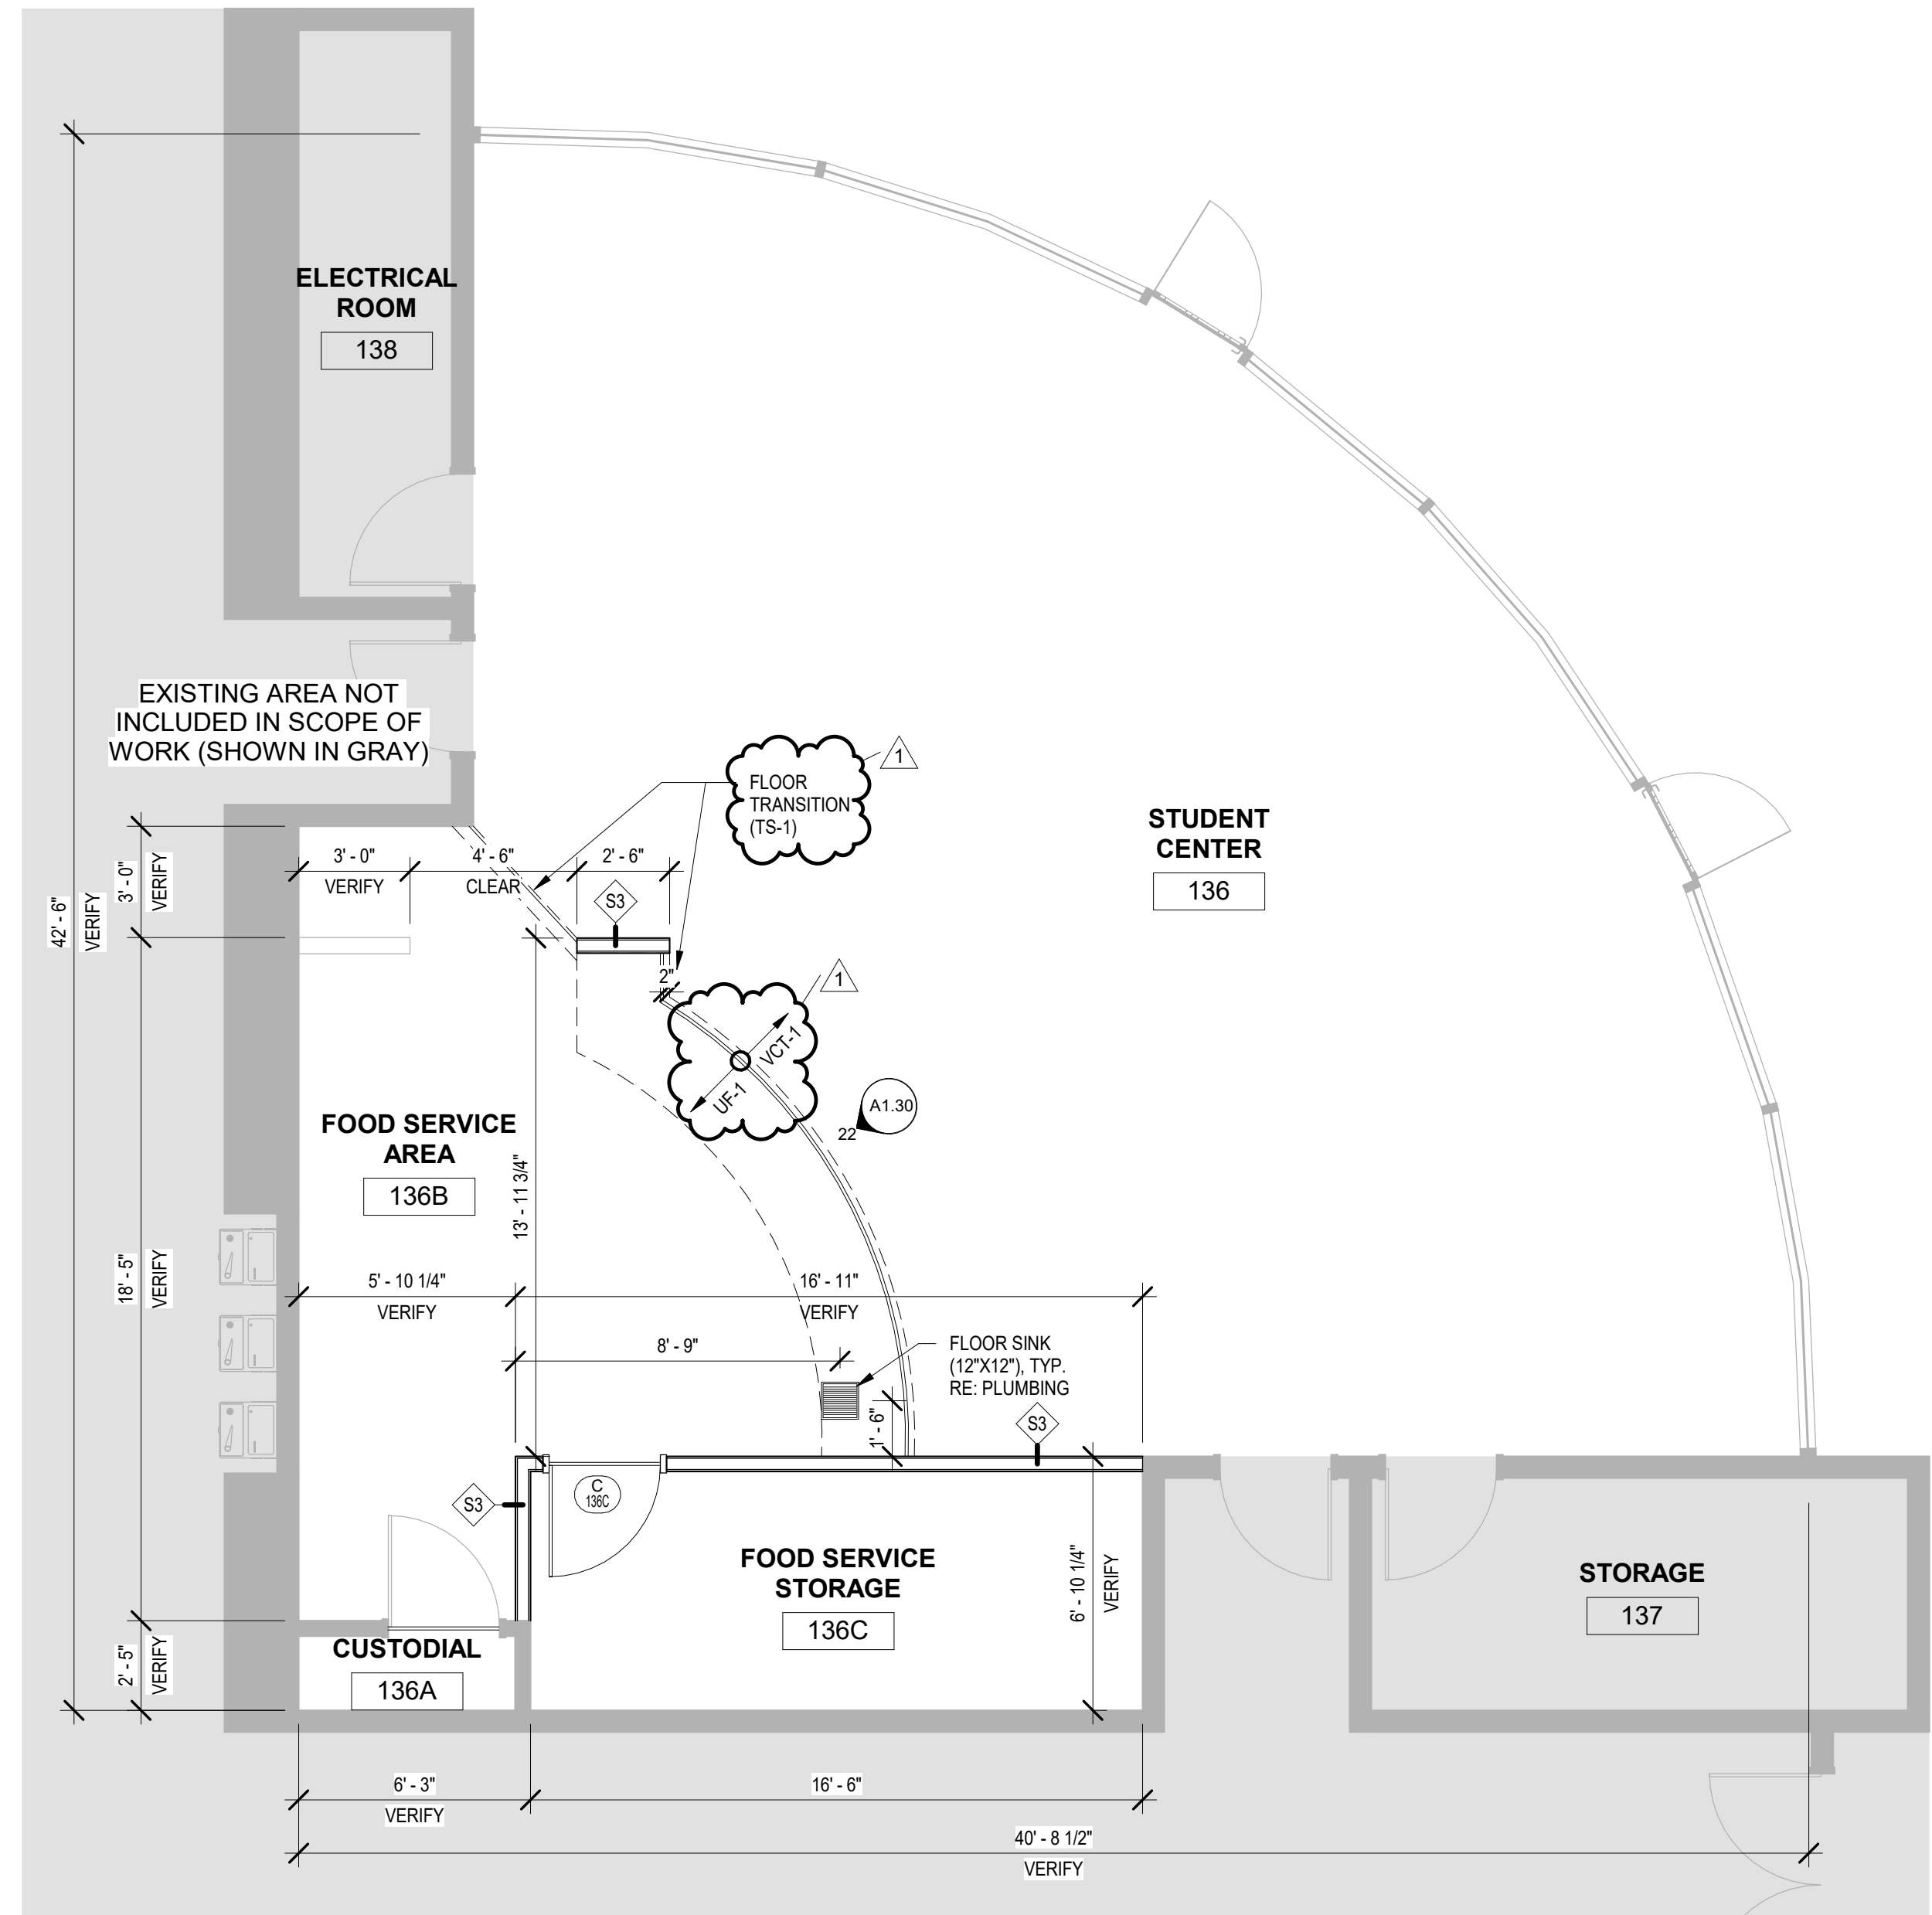 ELECTRICAL
ROOM
138
EXISTING AREA NOT
INCLUDED IN SCOPE OF
WORK (SHOWN IN GRAY)
1
FLOOR
TRANSITION
(TS-1)
STUDENT
CENTER
136
42' - 6"
VERIFY
3' - 0"
VERIFY
3' - 0"
VERIFY
4' - 6"
CLEAR
2' - 6"
S3
2"
1
VCT-1
UF-1
A1.30
22
FOOD SERVICE
AREA
136B
13' - 11 3/4"
18' - 5"
VERIFY
5' - 10 1/4"
VERIFY
16' - 11"
VERIFY
8' - 9"
FLOOR SINK
(12"X12"), TYP.
RE: PLUMBING
1' - 6"
S3
S3
C
136C
FOOD SERVICE
STORAGE
136C
6' - 10 1/4"
VERIFY
STORAGE
137
CUSTODIAL
136A
2' - 5"
VERIFY
6' - 3"
VERIFY
16' - 6"
40' - 8 1/2"
VERIFY